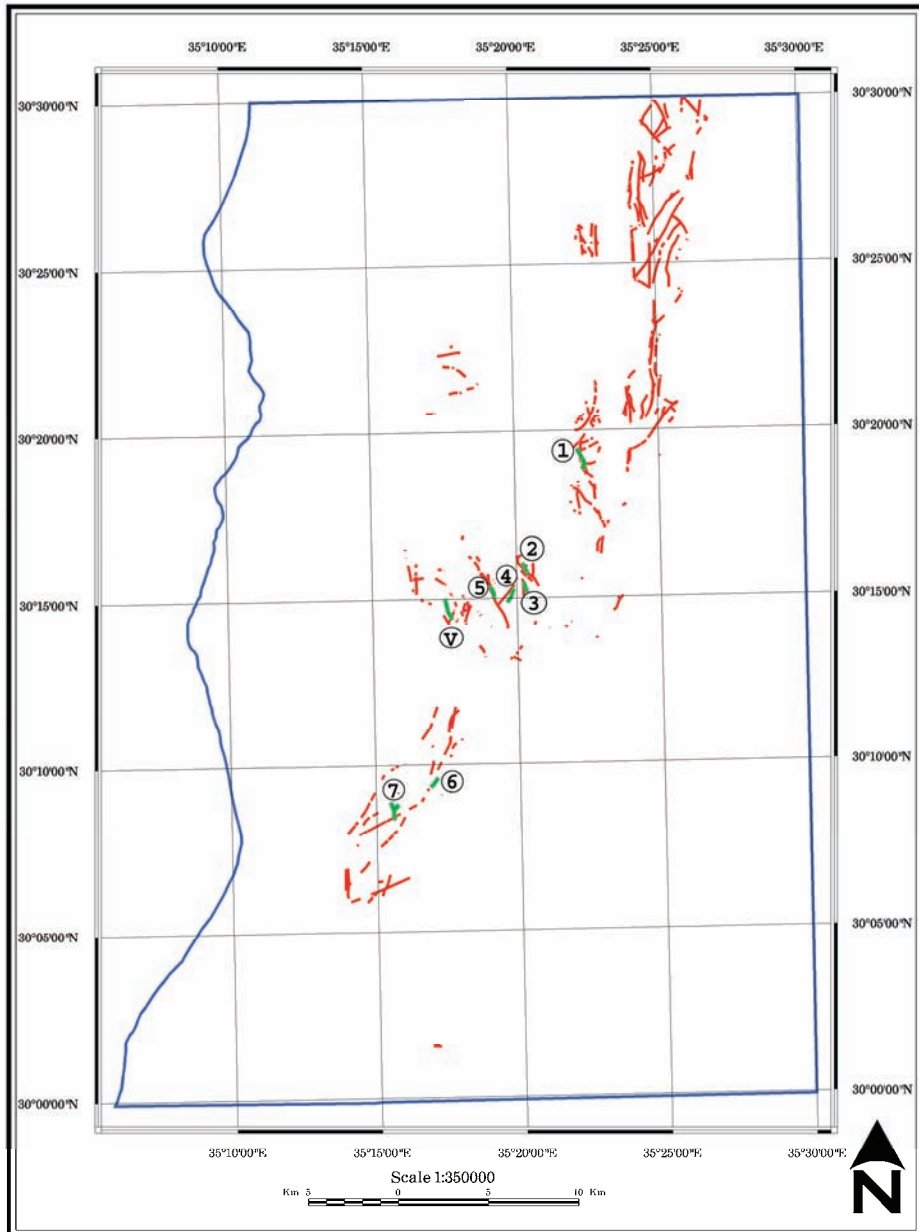 35°10'00"E 35°15'00"E 35°20'00"E 35°25'00"E 35°30'00"E
30°30'00"N 30°30'00"N
30°25'00"N 30°25'00"N
30°20'00"N 30°20'00"N
1
2
4
5
3
30°15'00"N 30°15'00"N
V
30°10'00"N 30°10'00"N
6
7
30°05'00"N 30°05'00"N
30°00'00"N 30°00'00"N
35°10'00"E 35°15'00"E 35°20'00"E 35°25'00"E 35°30'00"E
Scale 1:350000
Km 5 0 5 10 Km
N